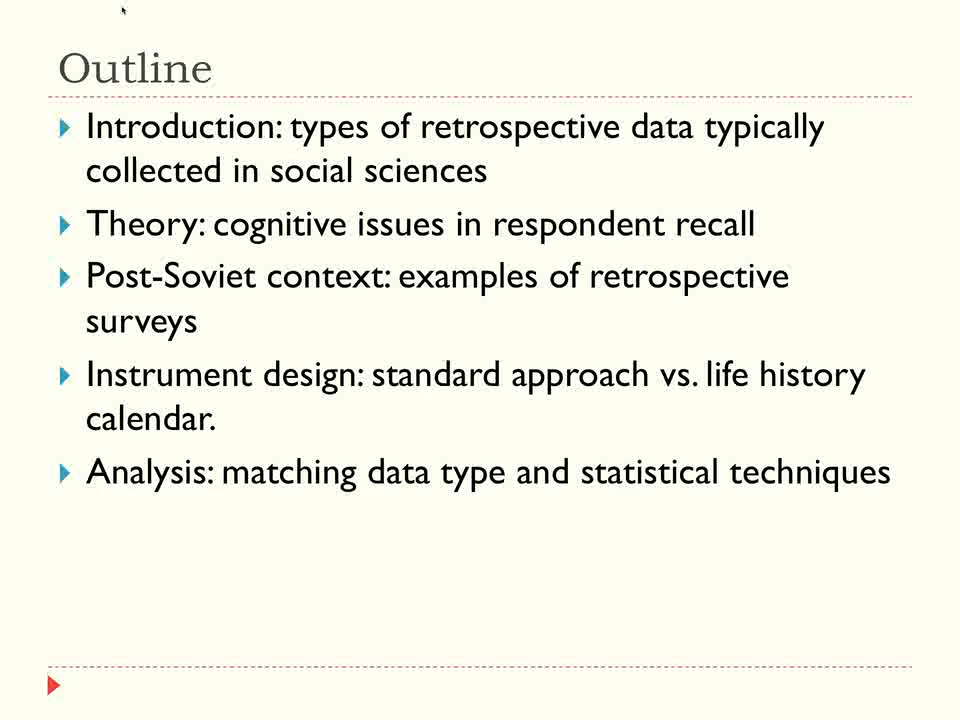 Outline
Introduction: types of retrospective data typically
collected in social sciences
Theory: cognitive issues in respondent recall
Post-Soviet context: examples of retrospective
surveys
Instrument design: standard approach vs. life history
calendar.
Analysis: matching data type and statistical techniques